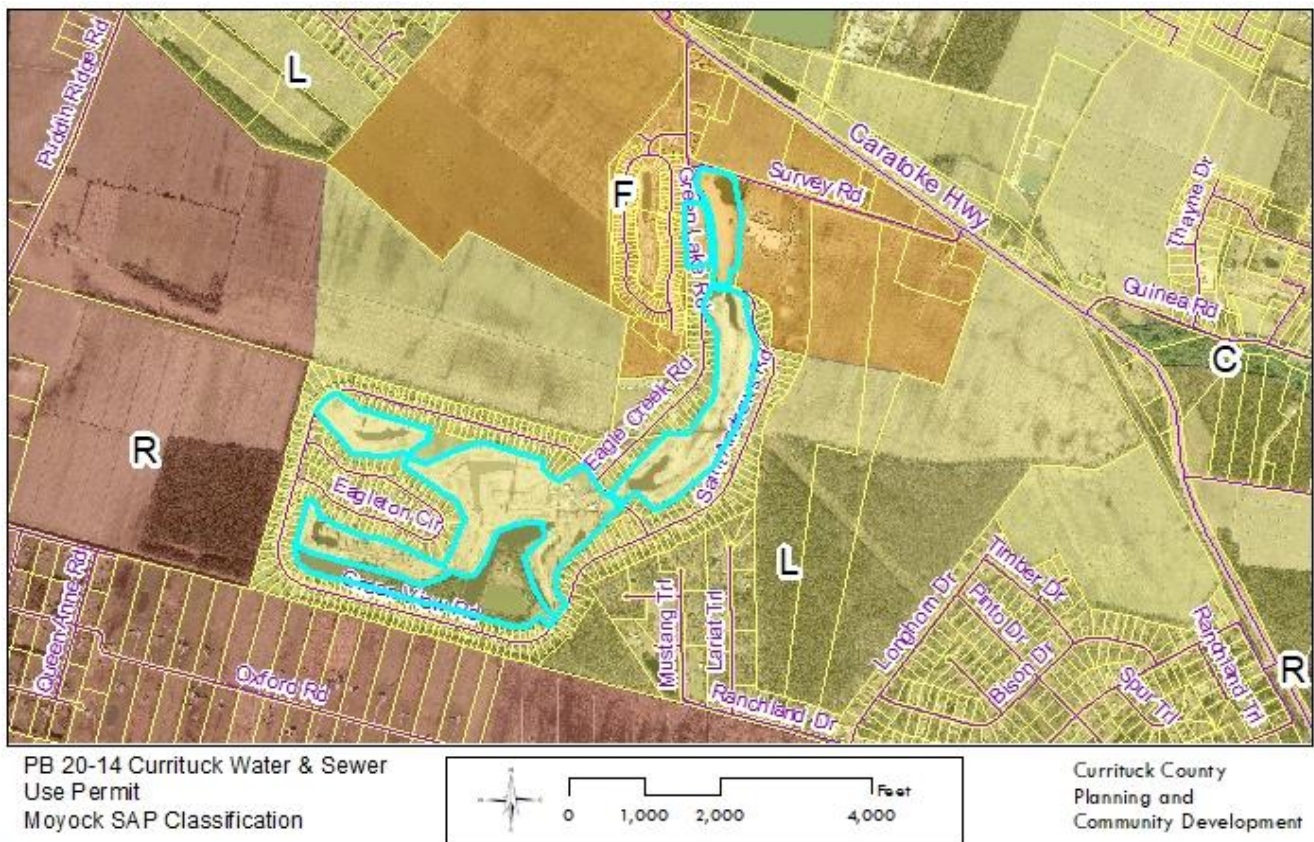 Puddin Ridge Rd
L
Caratoke Hwy
F
Survey Rd
Green Lake Rd
Thayne Dr
Guinea Rd
C
Eagle Creek Rd
Saint Andrews Rd
R
Eagleton Cir
L
Timber Dr
Longhorn Dr
Pinto Dr
Bison Dr
Mustang Trl
Lariat Trl
Queen Anne Rd
Oxford Rd
Ranchland Dr
Spur Trl
Ranchland Trl
R
PB 20-14 Currituck Water & Sewer
Use Permit
Moyock SAP Classification
Feet
0 1,000 2,000 4,000
Currituck County
Planning and
Community Development